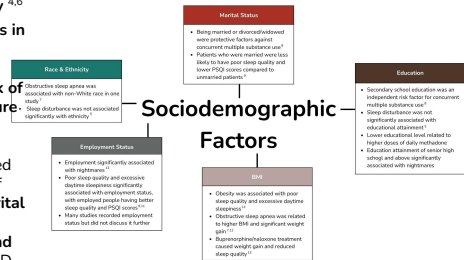 4,6
s in
k of
ure
ed
f
rital
nd
D
Marital Status
• Being married or divorced/widowed
were protective factors against
concurrent multiple substance use
• Patients who were married were less
likely to have poor sleep quality and
lower PSQI scores compared to
unmarried patients
Race & Ethnicity
Obstructive sleep apnea was
associated with non-White race in one
study
• Sleep disturbance was not associated
significantly with ethnicity
Education
• Secondary school education was an
independent risk factor for concurrent
multiple substance use
• Sleep disturbance was not
significantly associated with
educational attainment
• Lower educational level related to
higher doses of daily methadone
• Education attainment of senior high
school and above significantly
associated with nightmares
Sociodemographic
Factors
Employment Status
• Employment significantly associated
with nightmares
• Poor sleep quality and excessive
daytime sleepiness significantly
associated with employment status,
with employed people having better
sleep quality and PSQI scores
• Many studies recorded employment
status but did not discuss it further
BMI
• Obesity was associated with poor
sleep quality and excessive daytime
sleepiness
• Obstructive sleep apnea was related
to higher BMI and significant weight
gain
• Buprenorphine/naloxone treatment
caused weight gain and reduced
sleep quality